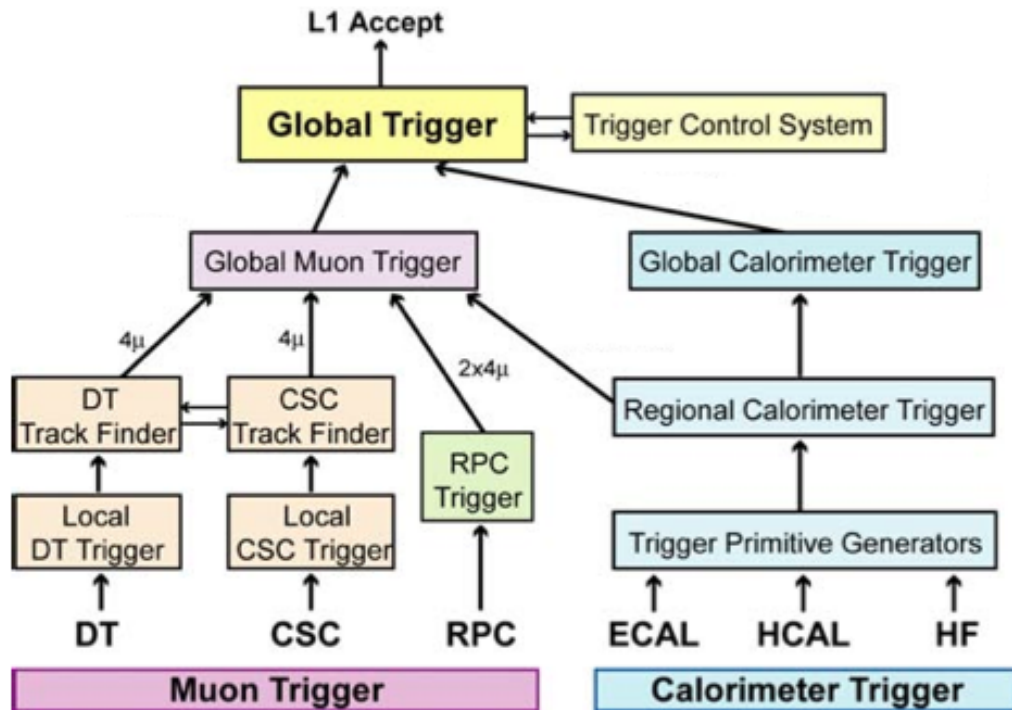 L1 Accept
Global Trigger
Trigger Control System
Global Muon Trigger
Global Calorimeter Trigger
4μ
4μ
2x4μ
DT
Track Finder
CSC
Track Finder
Regional Calorimeter Trigger
RPC
Trigger
Local
DT Trigger
Local
CSC Trigger
Trigger Primitive Generators
DT
CSC
RPC
ECAL
HCAL
HF
Muon Trigger
Calorimeter Trigger